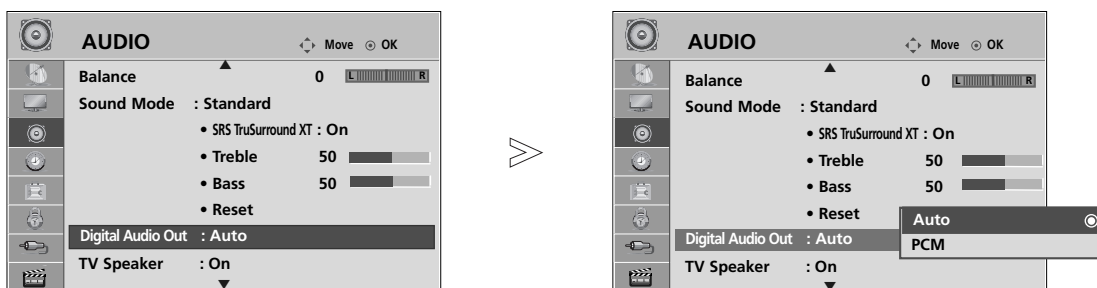 AUDIO Move OK
Balance 0 L R
Sound Mode : Standard
• SRS TruSurround XT : On
• Treble 50
• Bass 50
• Reset
Digital Audio Out : Auto
TV Speaker : On
AUDIO Move OK
Balance 0 L R
Sound Mode : Standard
• SRS TruSurround XT : On
• Treble 50
• Bass 50
• Reset
Digital Audio Out : Auto
TV Speaker : On
Auto
PCM